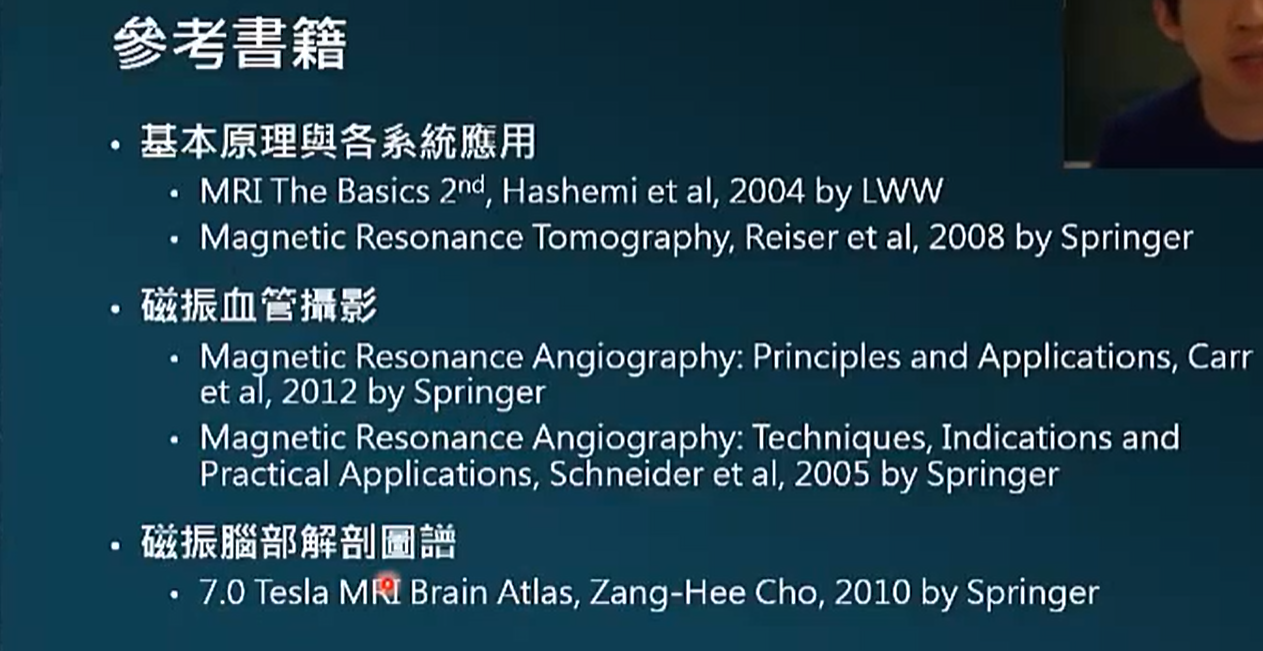 參考書籍
• 基本原理與各系統應用
• MRI The Basics 2nd, Hashemi et al, 2004 by LWW
• Magnetic Resonance Tomography, Reiser et al, 2008 by Springer
• 磁振血管攝影
• Magnetic Resonance Angiography: Principles and Applications, Carr
et al, 2012 by Springer
• Magnetic Resonance Angiography: Techniques, Indications and
Practical Applications, Schneider et al, 2005 by Springer
• 磁振腦部解剖圖譜
• 7.0 Tesla MRI Brain Atlas, Zang-Hee Cho, 2010 by Springer